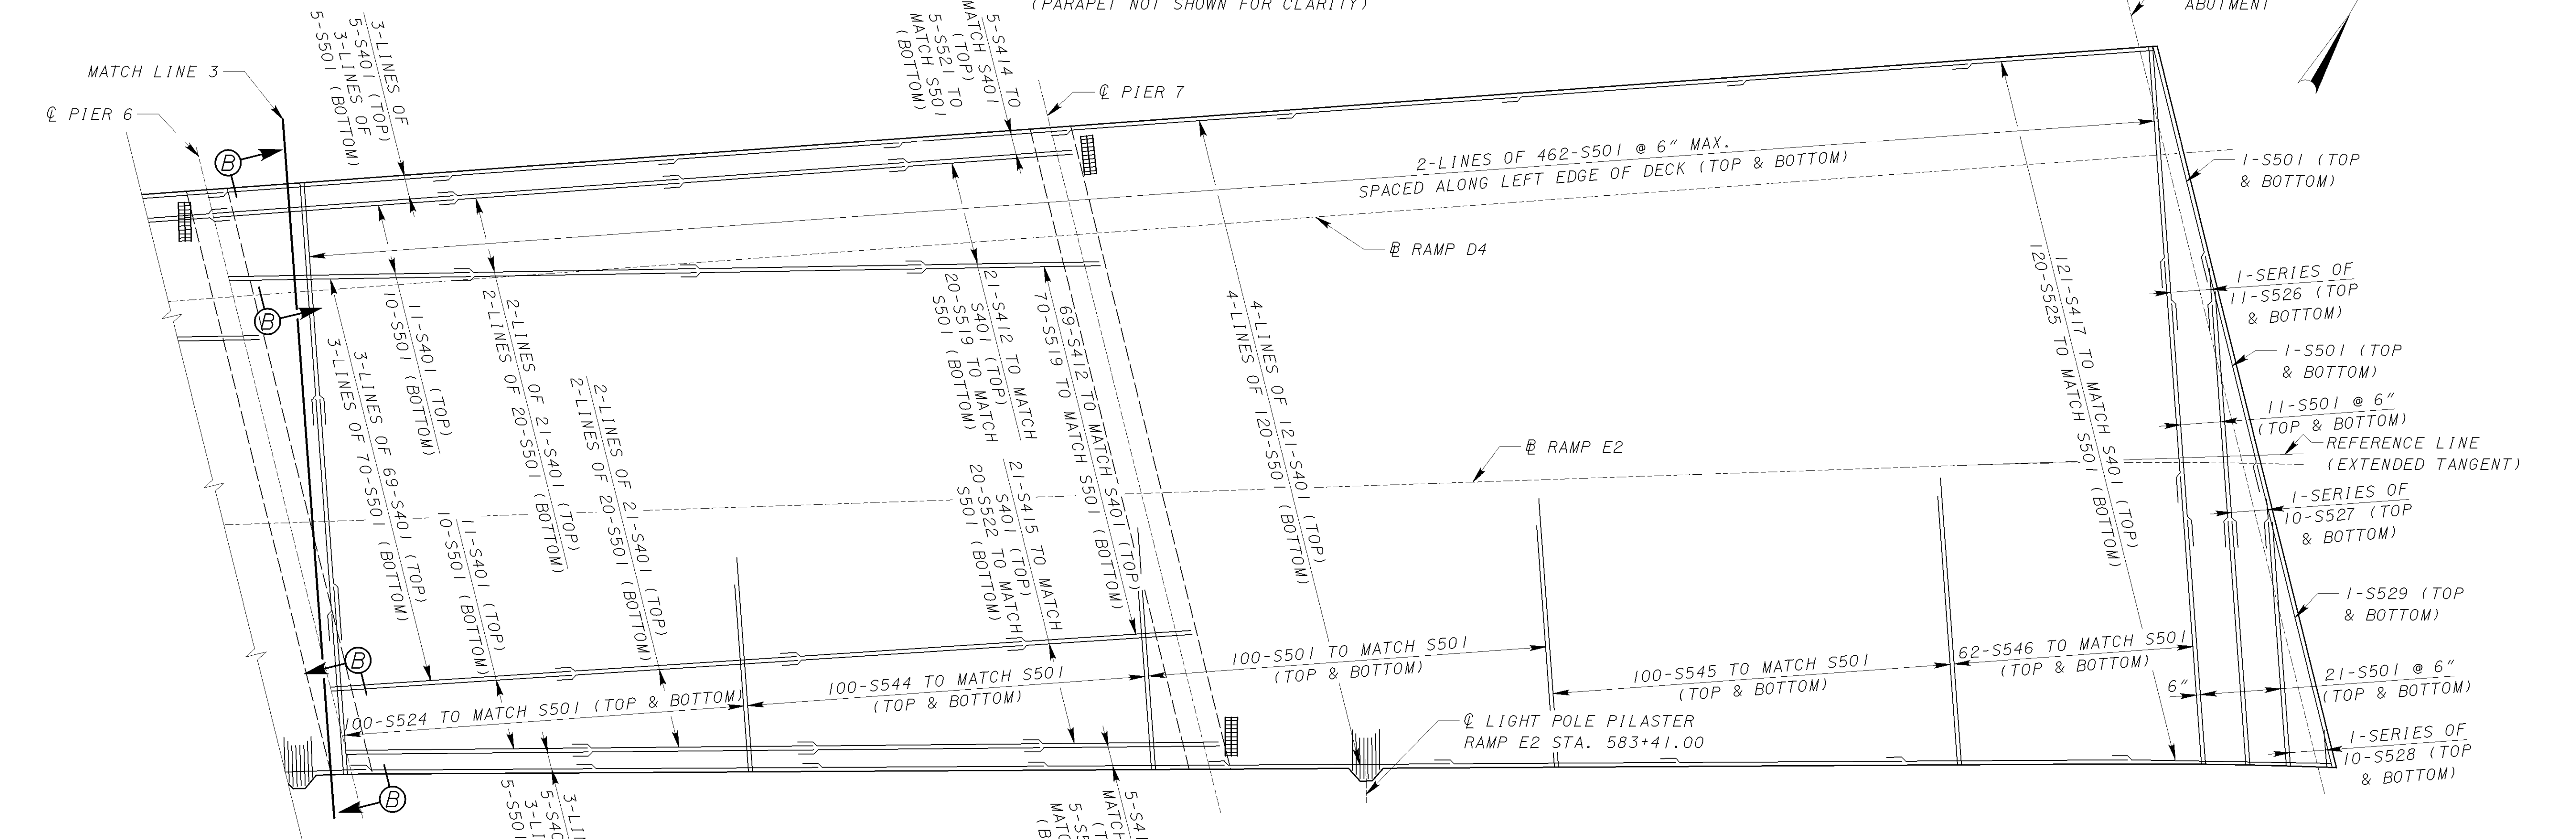 (PARAPET NOT SHOWN FOR CLARITY)
ABUTMENT
MATCH LINE 3
℄ PIER 6
3-LINES OF
5-S401 (TOP)
3-LINES OF
5-S501 (BOTTOM)
5-S414 TO
MATCH S401
(TOP)
5-S521 TO
MATCH S501
(BOTTOM)
℄ PIER 7
B
B
B
B
2-LINES OF 462-S501 @ 6" MAX.
SPACED ALONG LEFT EDGE OF DECK (TOP & BOTTOM)
℄ RAMP D4
℄ RAMP E2
11-S401 (TOP)
10-S501 (BOTTOM)
3-LINES OF 69-S401 (TOP)
3-LINES OF 70-S501 (BOTTOM)
2-LINES OF 21-S401 (TOP)
2-LINES OF 20-S501 (BOTTOM)
11-S401 (TOP)
10-S501 (BOTTOM)
2-LINES OF 21-S401 (TOP)
2-LINES OF 20-S501 (BOTTOM)
21-S412 TO MATCH
S401 (TOP)
20-S519 TO MATCH
S501 (BOTTOM)
69-S412 TO MATCH S401 (TOP)
70-S519 TO MATCH S501 (BOTTOM)
21-S415 TO MATCH
S401 (TOP)
20-S522 TO MATCH
S501 (BOTTOM)
4-LINES OF 121-S401 (TOP)
4-LINES OF 120-S501 (BOTTOM)
121-S417 TO MATCH S401 (TOP)
120-S525 TO MATCH S501 (BOTTOM)
1-S501 (TOP
& BOTTOM)
1-SERIES OF
11-S526 (TOP
& BOTTOM)
1-S501 (TOP
& BOTTOM)
11-S501 @ 6"
(TOP & BOTTOM)
REFERENCE LINE
(EXTENDED TANGENT)
1-SERIES OF
10-S527 (TOP
& BOTTOM)
1-S529 (TOP
& BOTTOM)
21-S501 @ 6"
(TOP & BOTTOM)
1-SERIES OF
10-S528 (TOP
& BOTTOM)
100-S524 TO MATCH S501 (TOP & BOTTOM)
100-S544 TO MATCH S501
(TOP & BOTTOM)
100-S501 TO MATCH S501
(TOP & BOTTOM)
100-S545 TO MATCH S501
(TOP & BOTTOM)
62-S546 TO MATCH S501
(TOP & BOTTOM)
6"
℄ LIGHT POLE PILASTER
RAMP E2 STA. 583+41.00